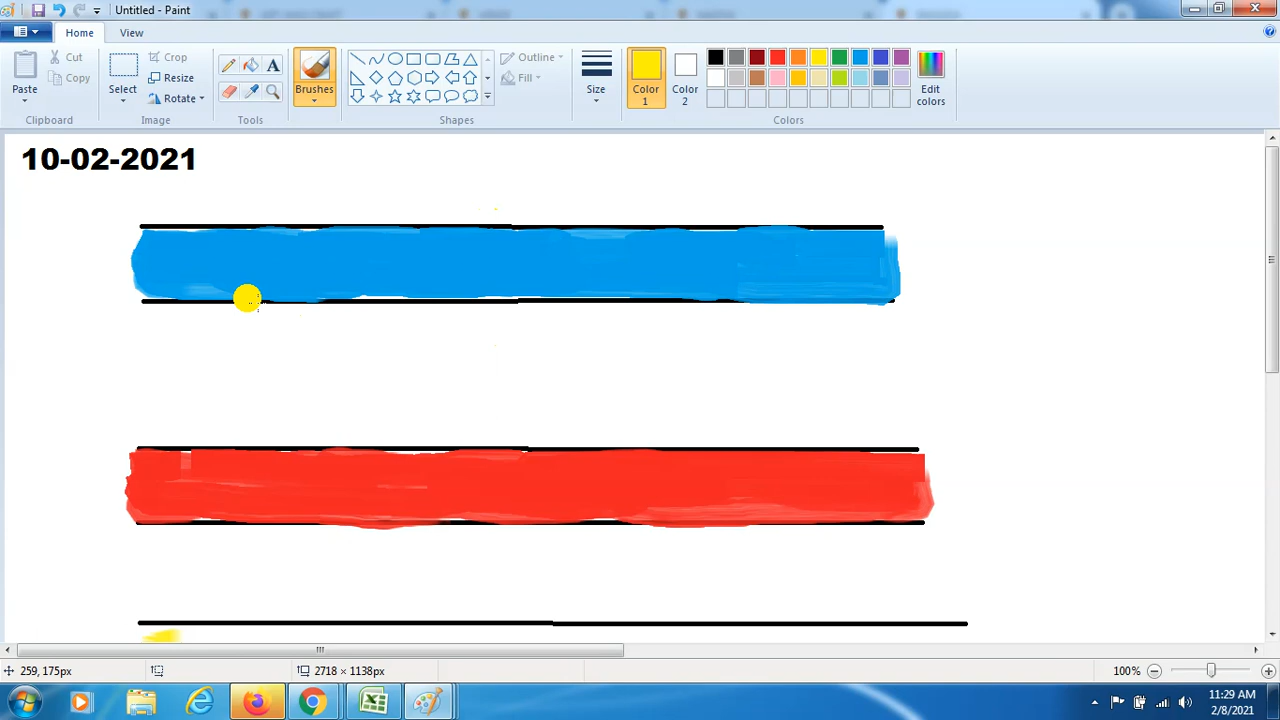 Untitled - Paint
Home
View
Paste
Cut
Copy
Clipboard
Select
Crop
Resize
Rotate
Image
Tools
Brushes
Shapes
Outline
Fill
Size
Color 1
Color 2
Edit colors
Colors
10-02-2021
259, 175px
2718 × 1138px
100%
11:29 AM
2/8/2021